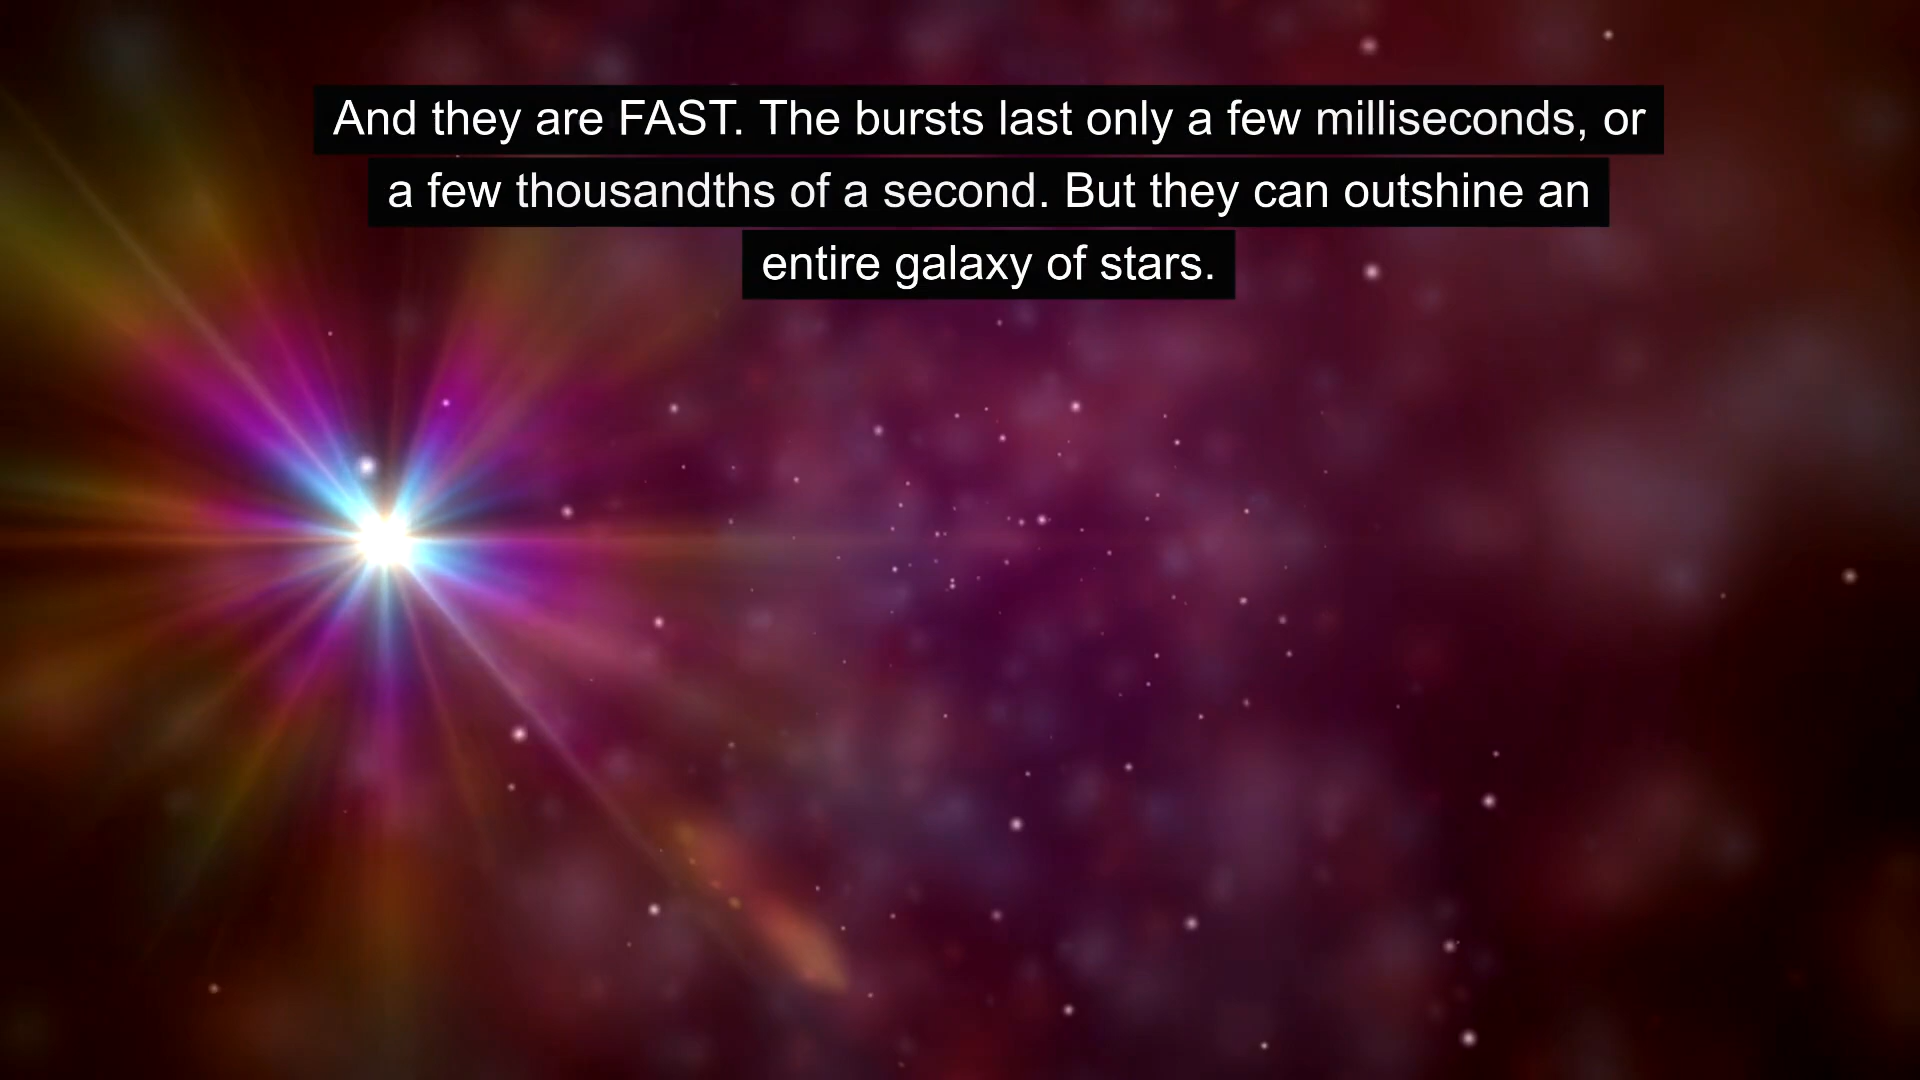 And they are FAST. The bursts last only a few milliseconds, or
a few thousandths of a second. But they can outshine an
entire galaxy of stars.